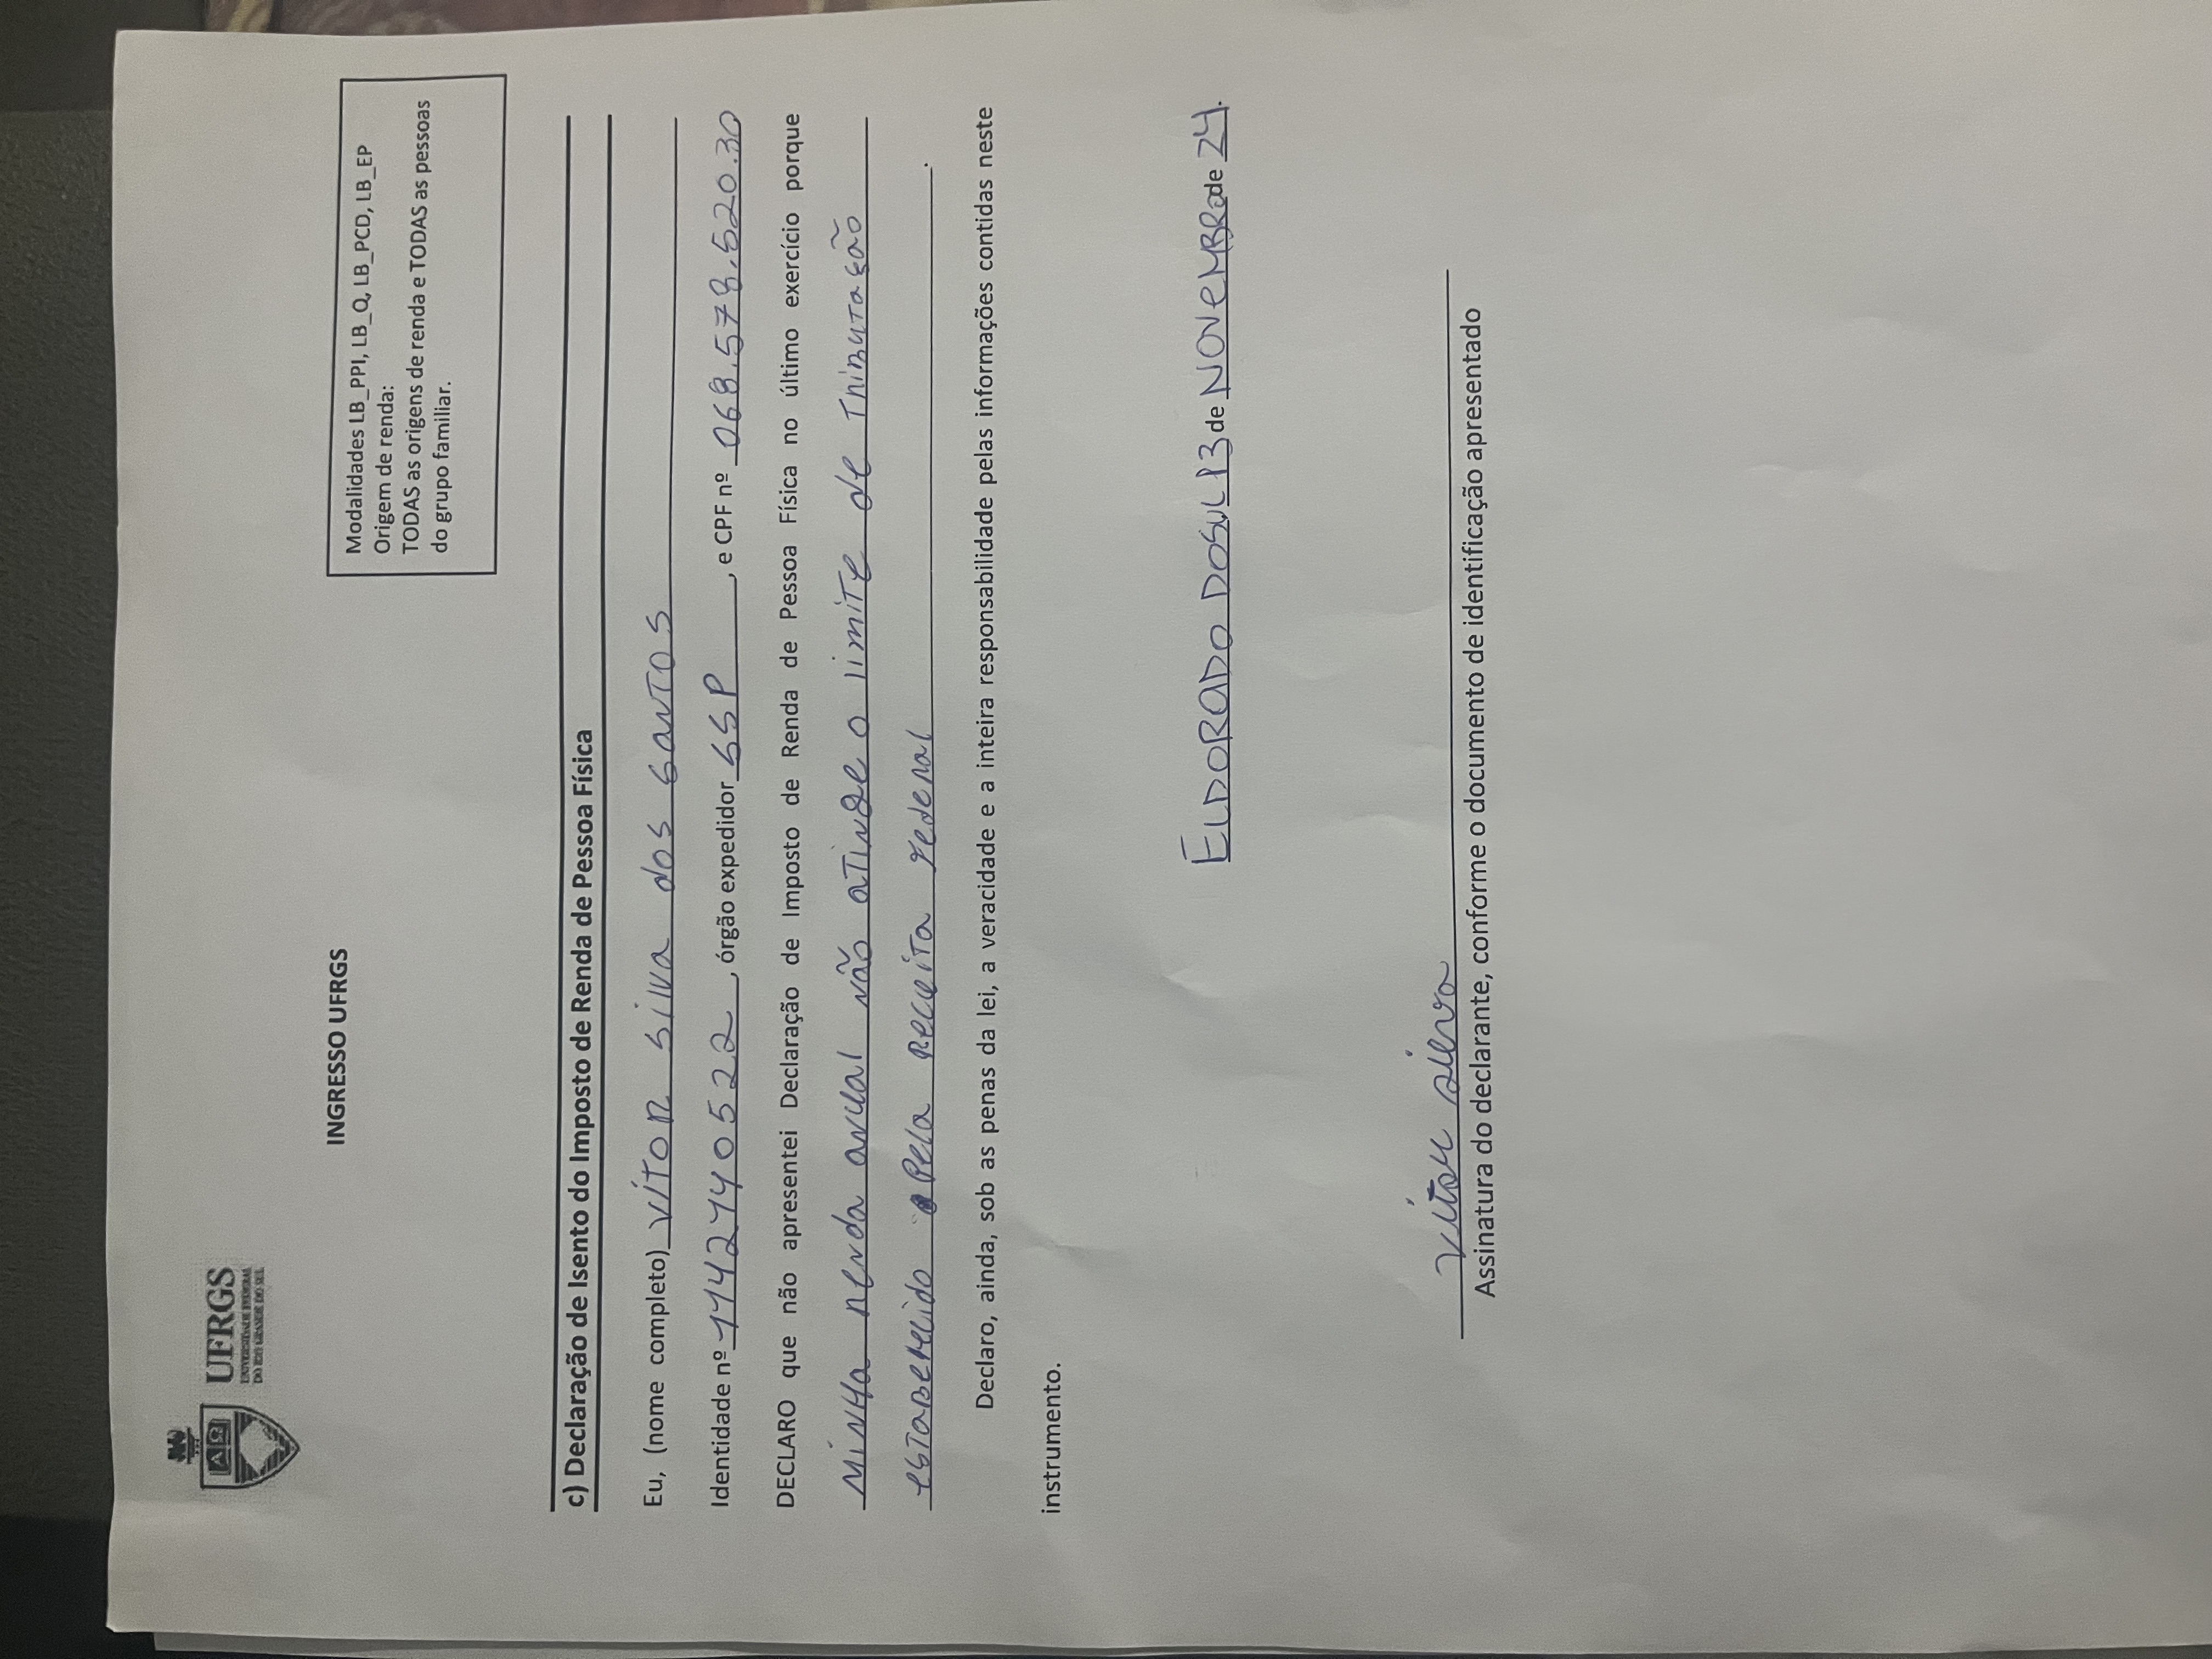 UFRGS
UNIVERSIDADE FEDERAL
DO RIO GRANDE DO SUL
INGRESSO UFRGS
Modalidades LB_PPI, LB_Q, LB_PCD, LB_EP
Origem de renda:
TODAS as origens de renda e TODAS as pessoas
do grupo familiar.
c) Declaração de Isento do Imposto de Renda de Pessoa Física
Eu, (nome completo) Vítor Silva dos Santos
Identidade nº 1142140522, órgão expedidor SSP, e CPF nº 068.578.520.30
DECLARO que não apresentei Declaração de Imposto de Renda de Pessoa Física no último exercício porque
Minha renda anual não atinge o limite de tributação
estabelecido pela Receita Federal.
Declaro, ainda, sob as penas da lei, a veracidade e a inteira responsabilidade pelas informações contidas neste
instrumento.
ELDORADO DO SUL 13 de NOVEMBRO de 24.
Vitor Silva
Assinatura do declarante, conforme o documento de identificação apresentado